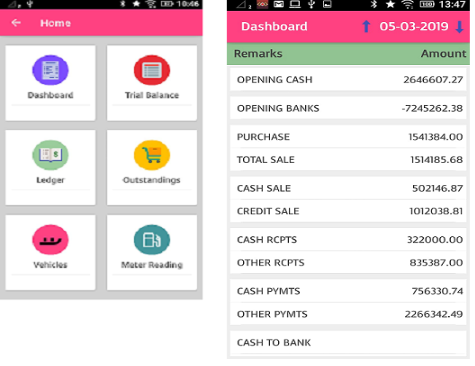 10:46
Home
Dashboard
Trial Balance
Ledger
Outstandings
Vehicles
Meter Reading
13:47
Dashboard 05-03-2019
Remarks Amount
OPENING CASH 2646607.27
OPENING BANKS -7245262.38
PURCHASE 1541384.00
TOTAL SALE 1514185.68
CASH SALE 502146.87
CREDIT SALE 1012038.81
CASH RCPTS 322000.00
OTHER RCPTS 835387.00
CASH PYMTS 756330.74
OTHER PYMTS 2266342.49
CASH TO BANK